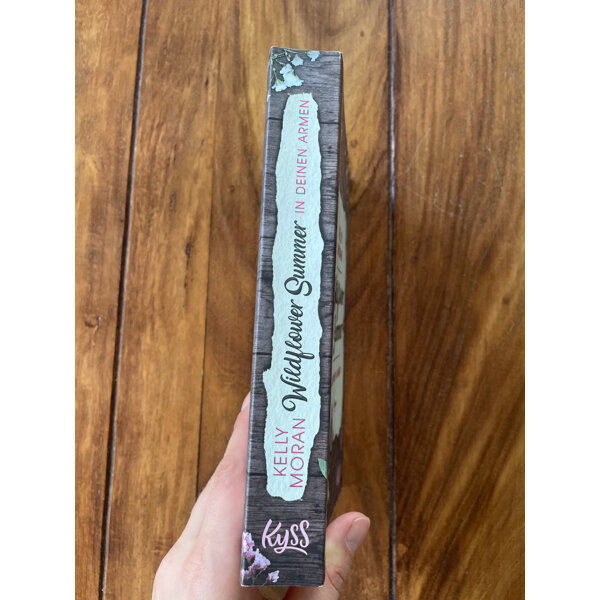 KELLY
MORAN
Wildflower Summer IN DEINEN ARMEN
Kyss